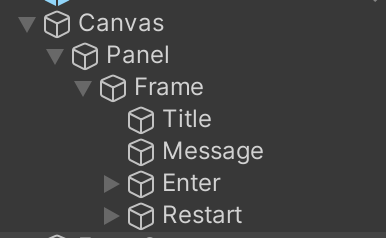 Canvas
Panel
Frame
Title
Message
Enter
Restart